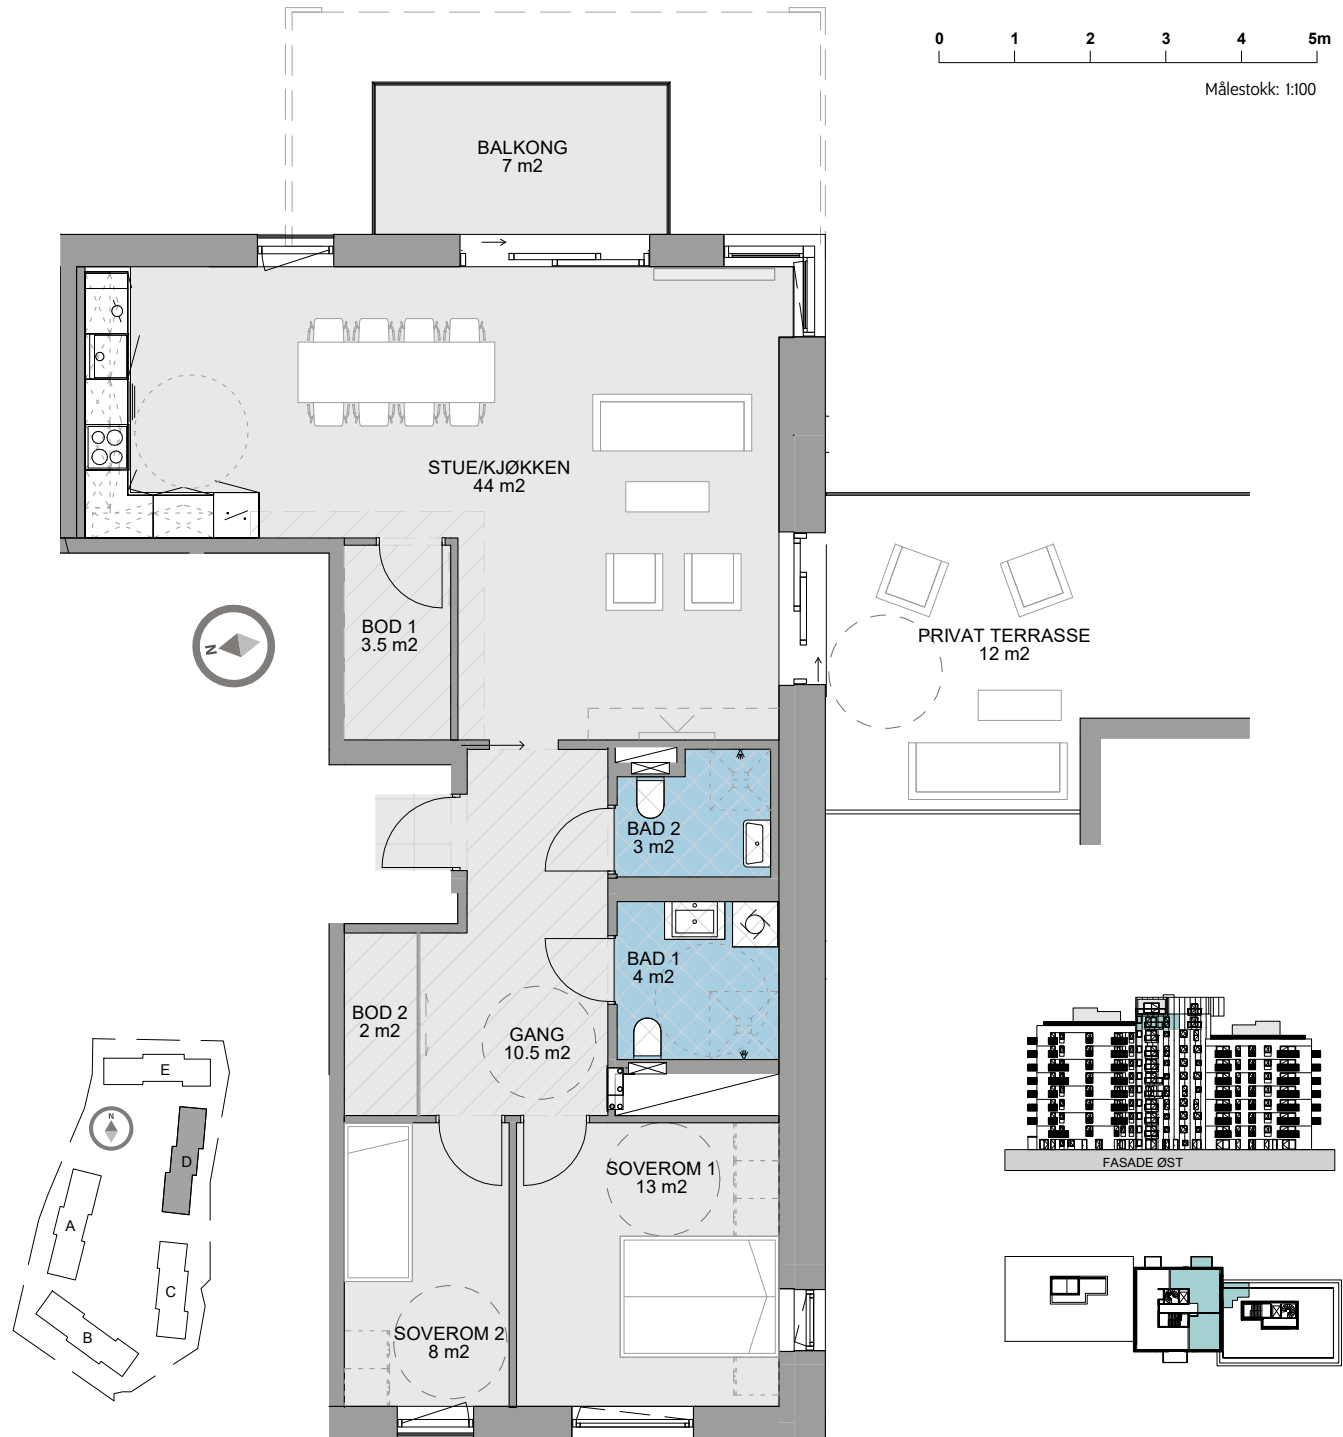 0 1 2 3 4 5m
Målestokk: 1:100
BALKONG
7 m2
STUE/KJØKKEN
44 m2
BOD 1
3.5 m2
N
PRIVAT TERRASSE
12 m2
BAD 2
3 m2
BAD 1
4 m2
BOD 2
2 m2
GANG
10.5 m2
SOVEROM 1
13 m2
SOVEROM 2
8 m2
E
N
D
A
C
B
FASADE ØST